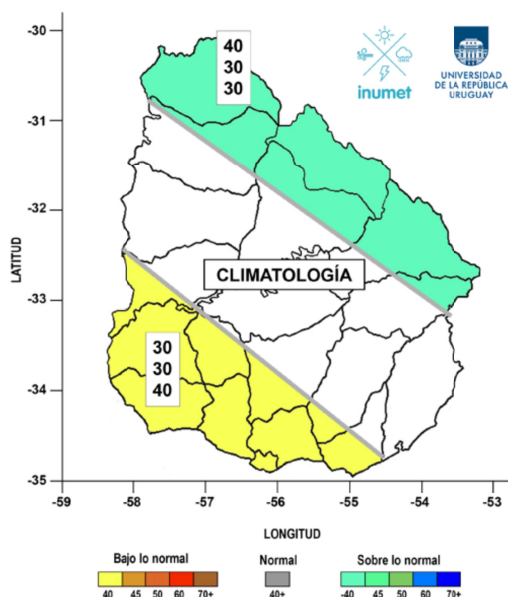 -30
-31
-32
-33
-34
-35
LATITUD
40
30
30
inumet
UNIVERSIDAD
DE LA REPÚBLICA
URUGUAY
CLIMATOLOGÍA
30
30
40
-59 -58 -57 -56 -55 -54 -53
LONGITUD
Bajo lo normal Normal Sobre lo normal
40 45 50 60 70+ 40+ -40 45 50 60 70+